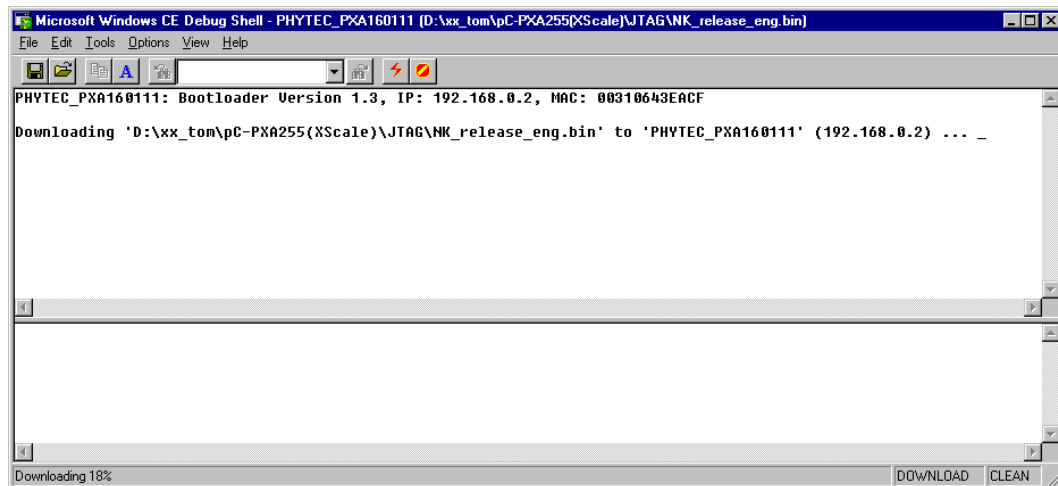 Microsoft Windows CE Debug Shell - PHYTEC_PXA160111 (D:\xx_tom\pC-PXA255(XScale)\JTAG\NK_release_eng.bin)
File Edit Tools Options View Help
A
PHYTEC_PXA160111: Bootloader Version 1.3, IP: 192.168.0.2, MAC: 00310643EACF
Downloading 'D:\xx_tom\pC-PXA255(XScale)\JTAG\NK_release_eng.bin' to 'PHYTEC_PXA160111' (192.168.0.2) ... _
Downloading 18% DOWNLOAD CLEAN